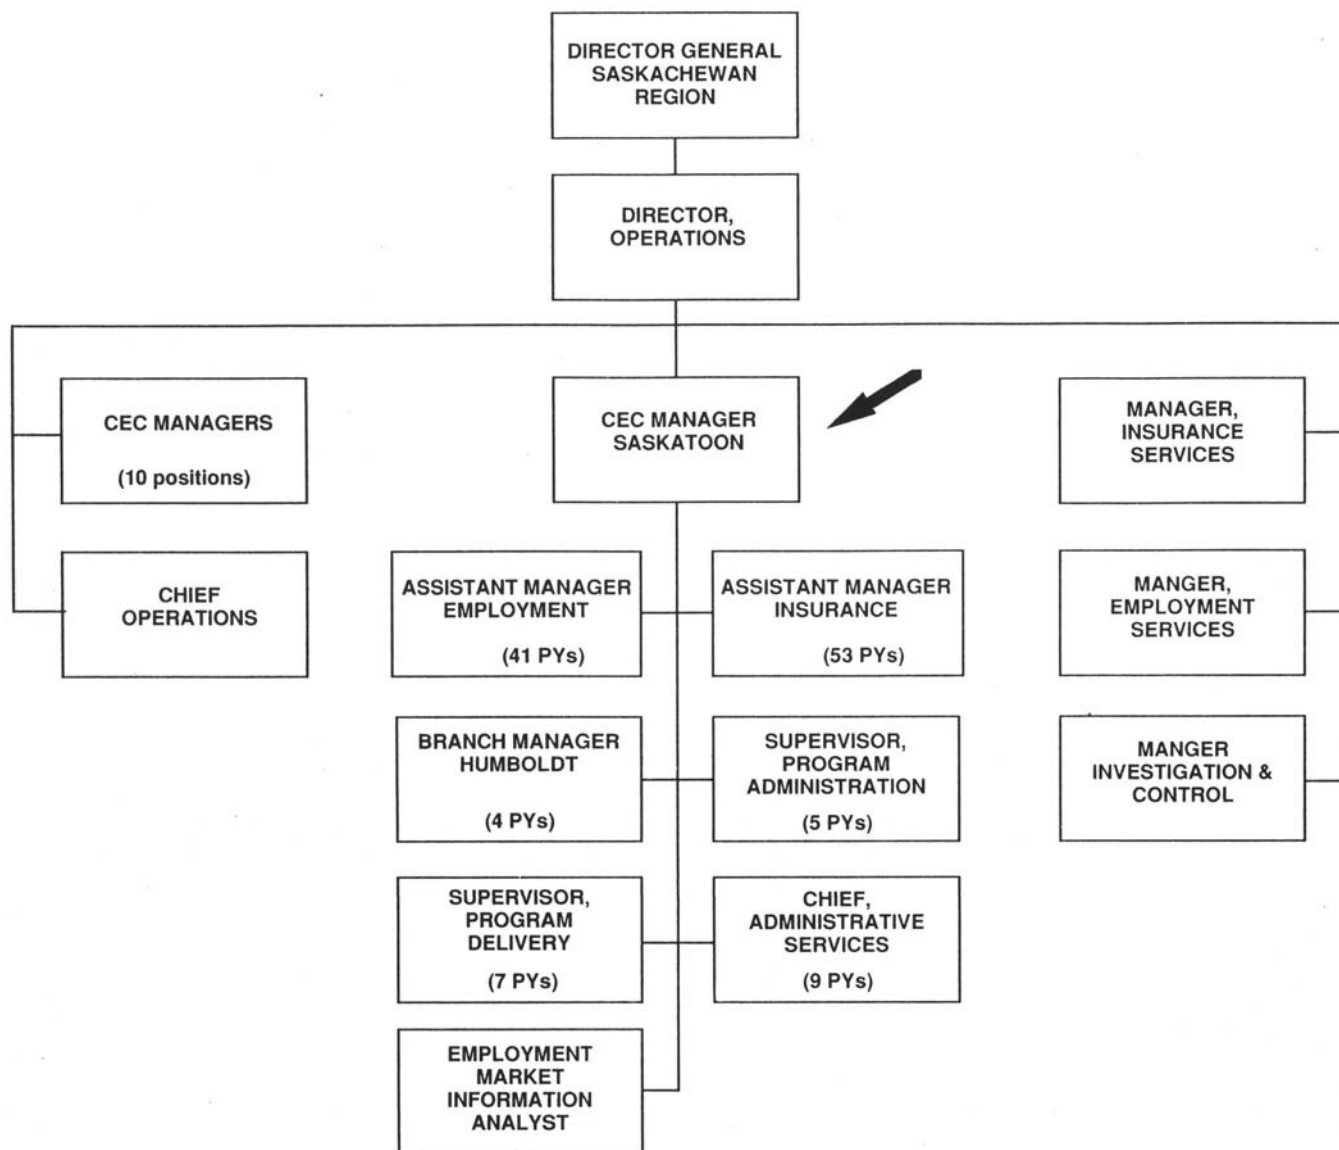 DIRECTOR GENERAL
SASKACHEWAN
REGION
DIRECTOR,
OPERATIONS
CEC MANAGERS
(10 positions)
CEC MANAGER
SASKATOON
MANAGER,
INSURANCE
SERVICES
CHIEF
OPERATIONS
ASSISTANT MANAGER
EMPLOYMENT
(41 PYs)
ASSISTANT MANAGER
INSURANCE
(53 PYs)
MANGER,
EMPLOYMENT
SERVICES
BRANCH MANAGER
HUMBOLDT
(4 PYs)
SUPERVISOR,
PROGRAM
ADMINISTRATION
(5 PYs)
MANGER
INVESTIGATION &
CONTROL
SUPERVISOR,
PROGRAM
DELIVERY
(7 PYs)
CHIEF,
ADMINISTRATIVE
SERVICES
(9 PYs)
EMPLOYMENT
MARKET
INFORMATION
ANALYST